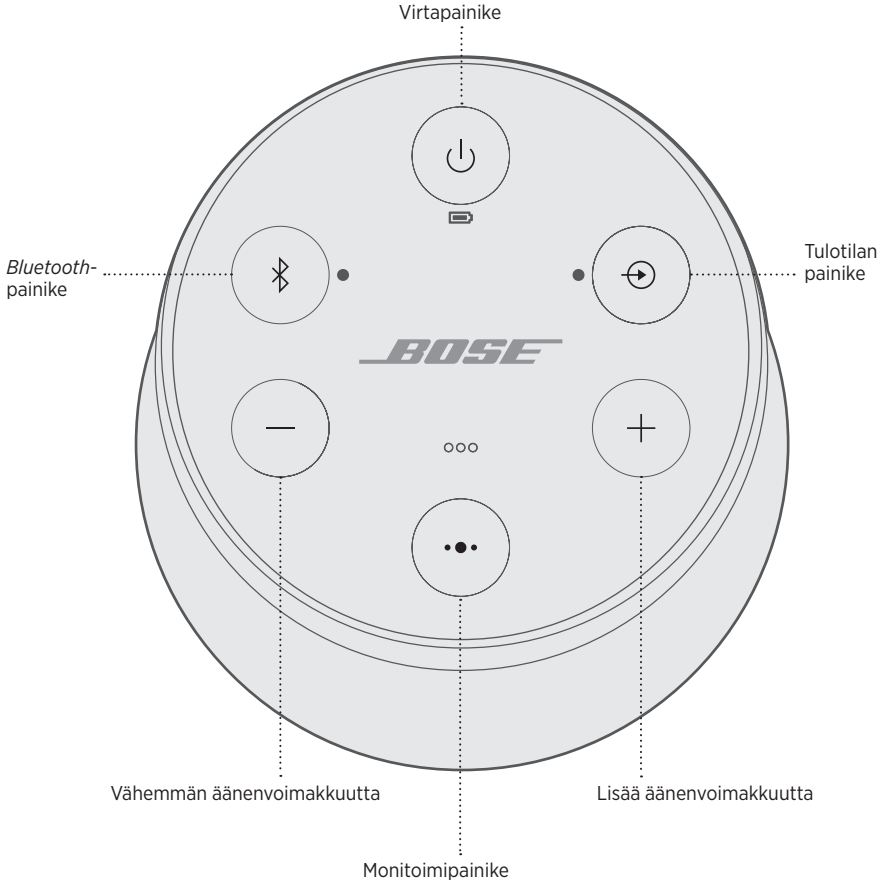 Virtapainike
Bluetooth-
painike
Tulotilan
painike
BOSE
Vähemmän äänenvoimakkuutta
Lisää äänenvoimakkuutta
Monitoimipainike